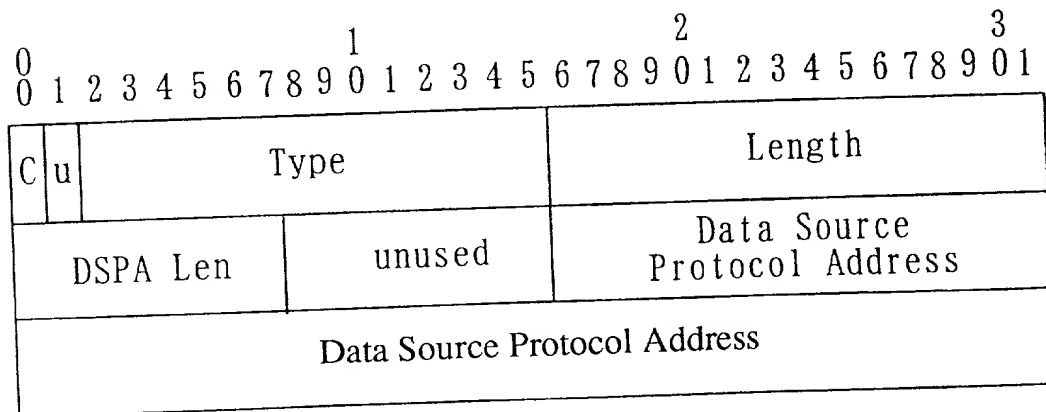 0 1 2 3
0 1 2 3 4 5 6 7 8 9 0 1 2 3 4 5 6 7 8 9 0 1 2 3 4 5 6 7 8 9 0 1
C u Type Length
DSPA Len unused Data Source
Protocol Address
Data Source Protocol Address